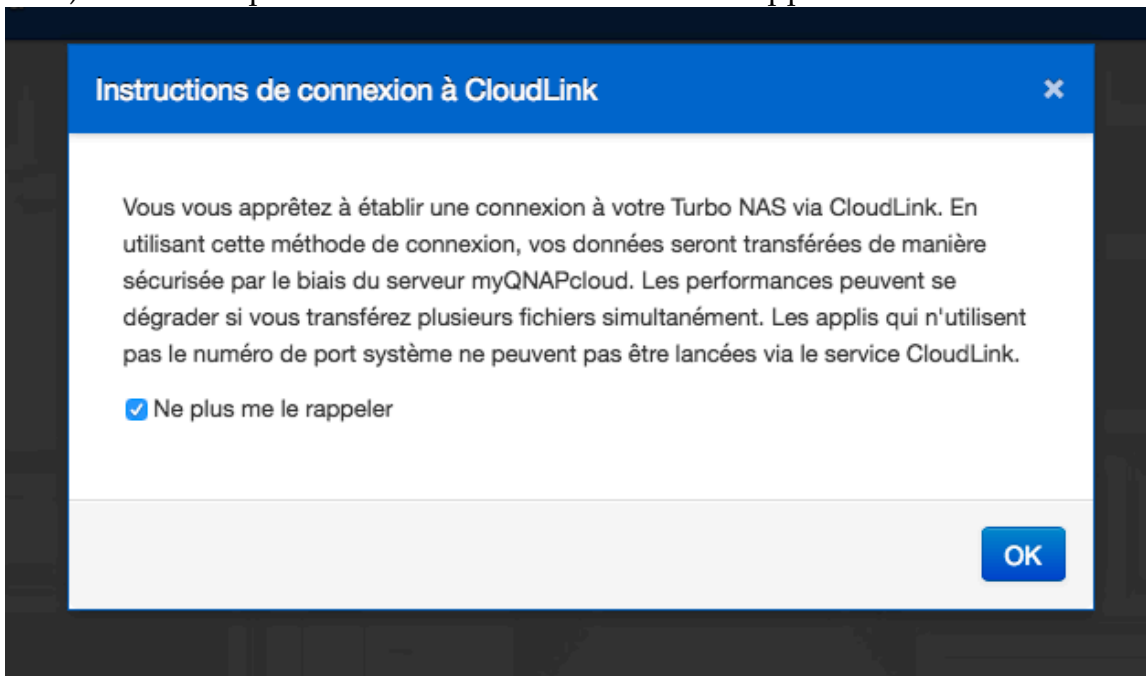 Instructions de connexion à CloudLink
Vous vous apprêtez à établir une connexion à votre Turbo NAS via CloudLink. En
utilisant cette méthode de connexion, vos données seront transférées de manière
sécurisée par le biais du serveur myQNAPcloud. Les performances peuvent se
dégrader si vous transférez plusieurs fichiers simultanément. Les applis qui n'utilisent
pas le numéro de port système ne peuvent pas être lancées via le service CloudLink.
Ne plus me le rappeler
OK